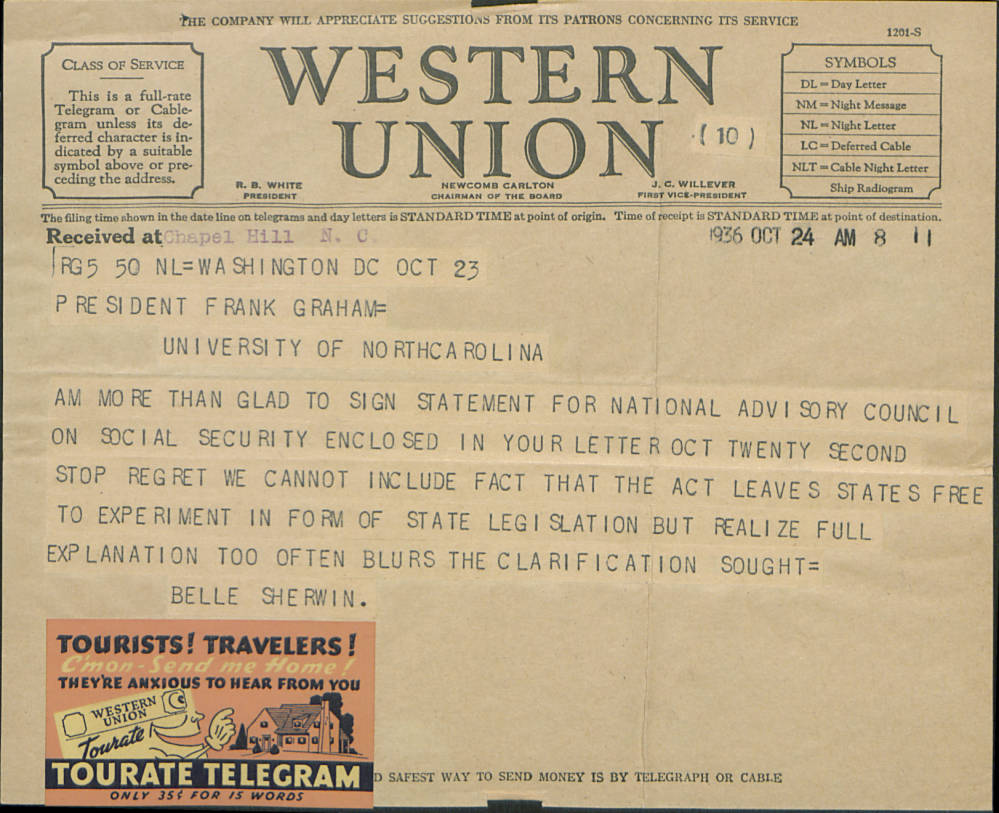 THE COMPANY WILL APPRECIATE SUGGESTIONS FROM ITS PATRONS CONCERNING ITS SERVICE
1201-S
CLASS OF SERVICE
This is a full-rate
Telegram or Cable-
gram unless its de-
ferred character is in-
dicated by a suitable
symbol above or pre-
ceding the address.
WESTERN
UNION
(10)
R. B. WHITE
PRESIDENT
NEWCOMB CARLTON
CHAIRMAN OF THE BOARD
J. C. WILLEVER
FIRST VICE-PRESIDENT
SYMBOLS
DL = Day Letter
NM = Night Message
NL = Night Letter
LC = Deferred Cable
NLT = Cable Night Letter
Ship Radiogram
The filing time shown in the date line on telegrams and day letters is STANDARD TIME at point of origin. Time of receipt is STANDARD TIME at point of destination.
Received at Chapel Hill N. C.
1936 OCT 24 AM 8 11
RG5 50 NL=WASHINGTON DC OCT 23
PRESIDENT FRANK GRAHAM=
UNIVERSITY OF NORTHCAROLINA
AM MORE THAN GLAD TO SIGN STATEMENT FOR NATIONAL ADVISORY COUNCIL
ON SOCIAL SECURITY ENCLOSED IN YOUR LETTER OCT TWENTY SECOND
STOP REGRET WE CANNOT INCLUDE FACT THAT THE ACT LEAVES STATES FREE
TO EXPERIMENT IN FORM OF STATE LEGISLATION BUT REALIZE FULL
EXPLANATION TOO OFTEN BLURS THE CLARIFICATION SOUGHT=
BELLE SHERWIN.
TOURISTS! TRAVELERS!
C'mon-Send me Home!
THEY'RE ANXIOUS TO HEAR FROM YOU
WESTERN
UNION
Tourate
TOURATE TELEGRAM
ONLY 35¢ FOR 15 WORDS
D SAFEST WAY TO SEND MONEY IS BY TELEGRAPH OR CABLE